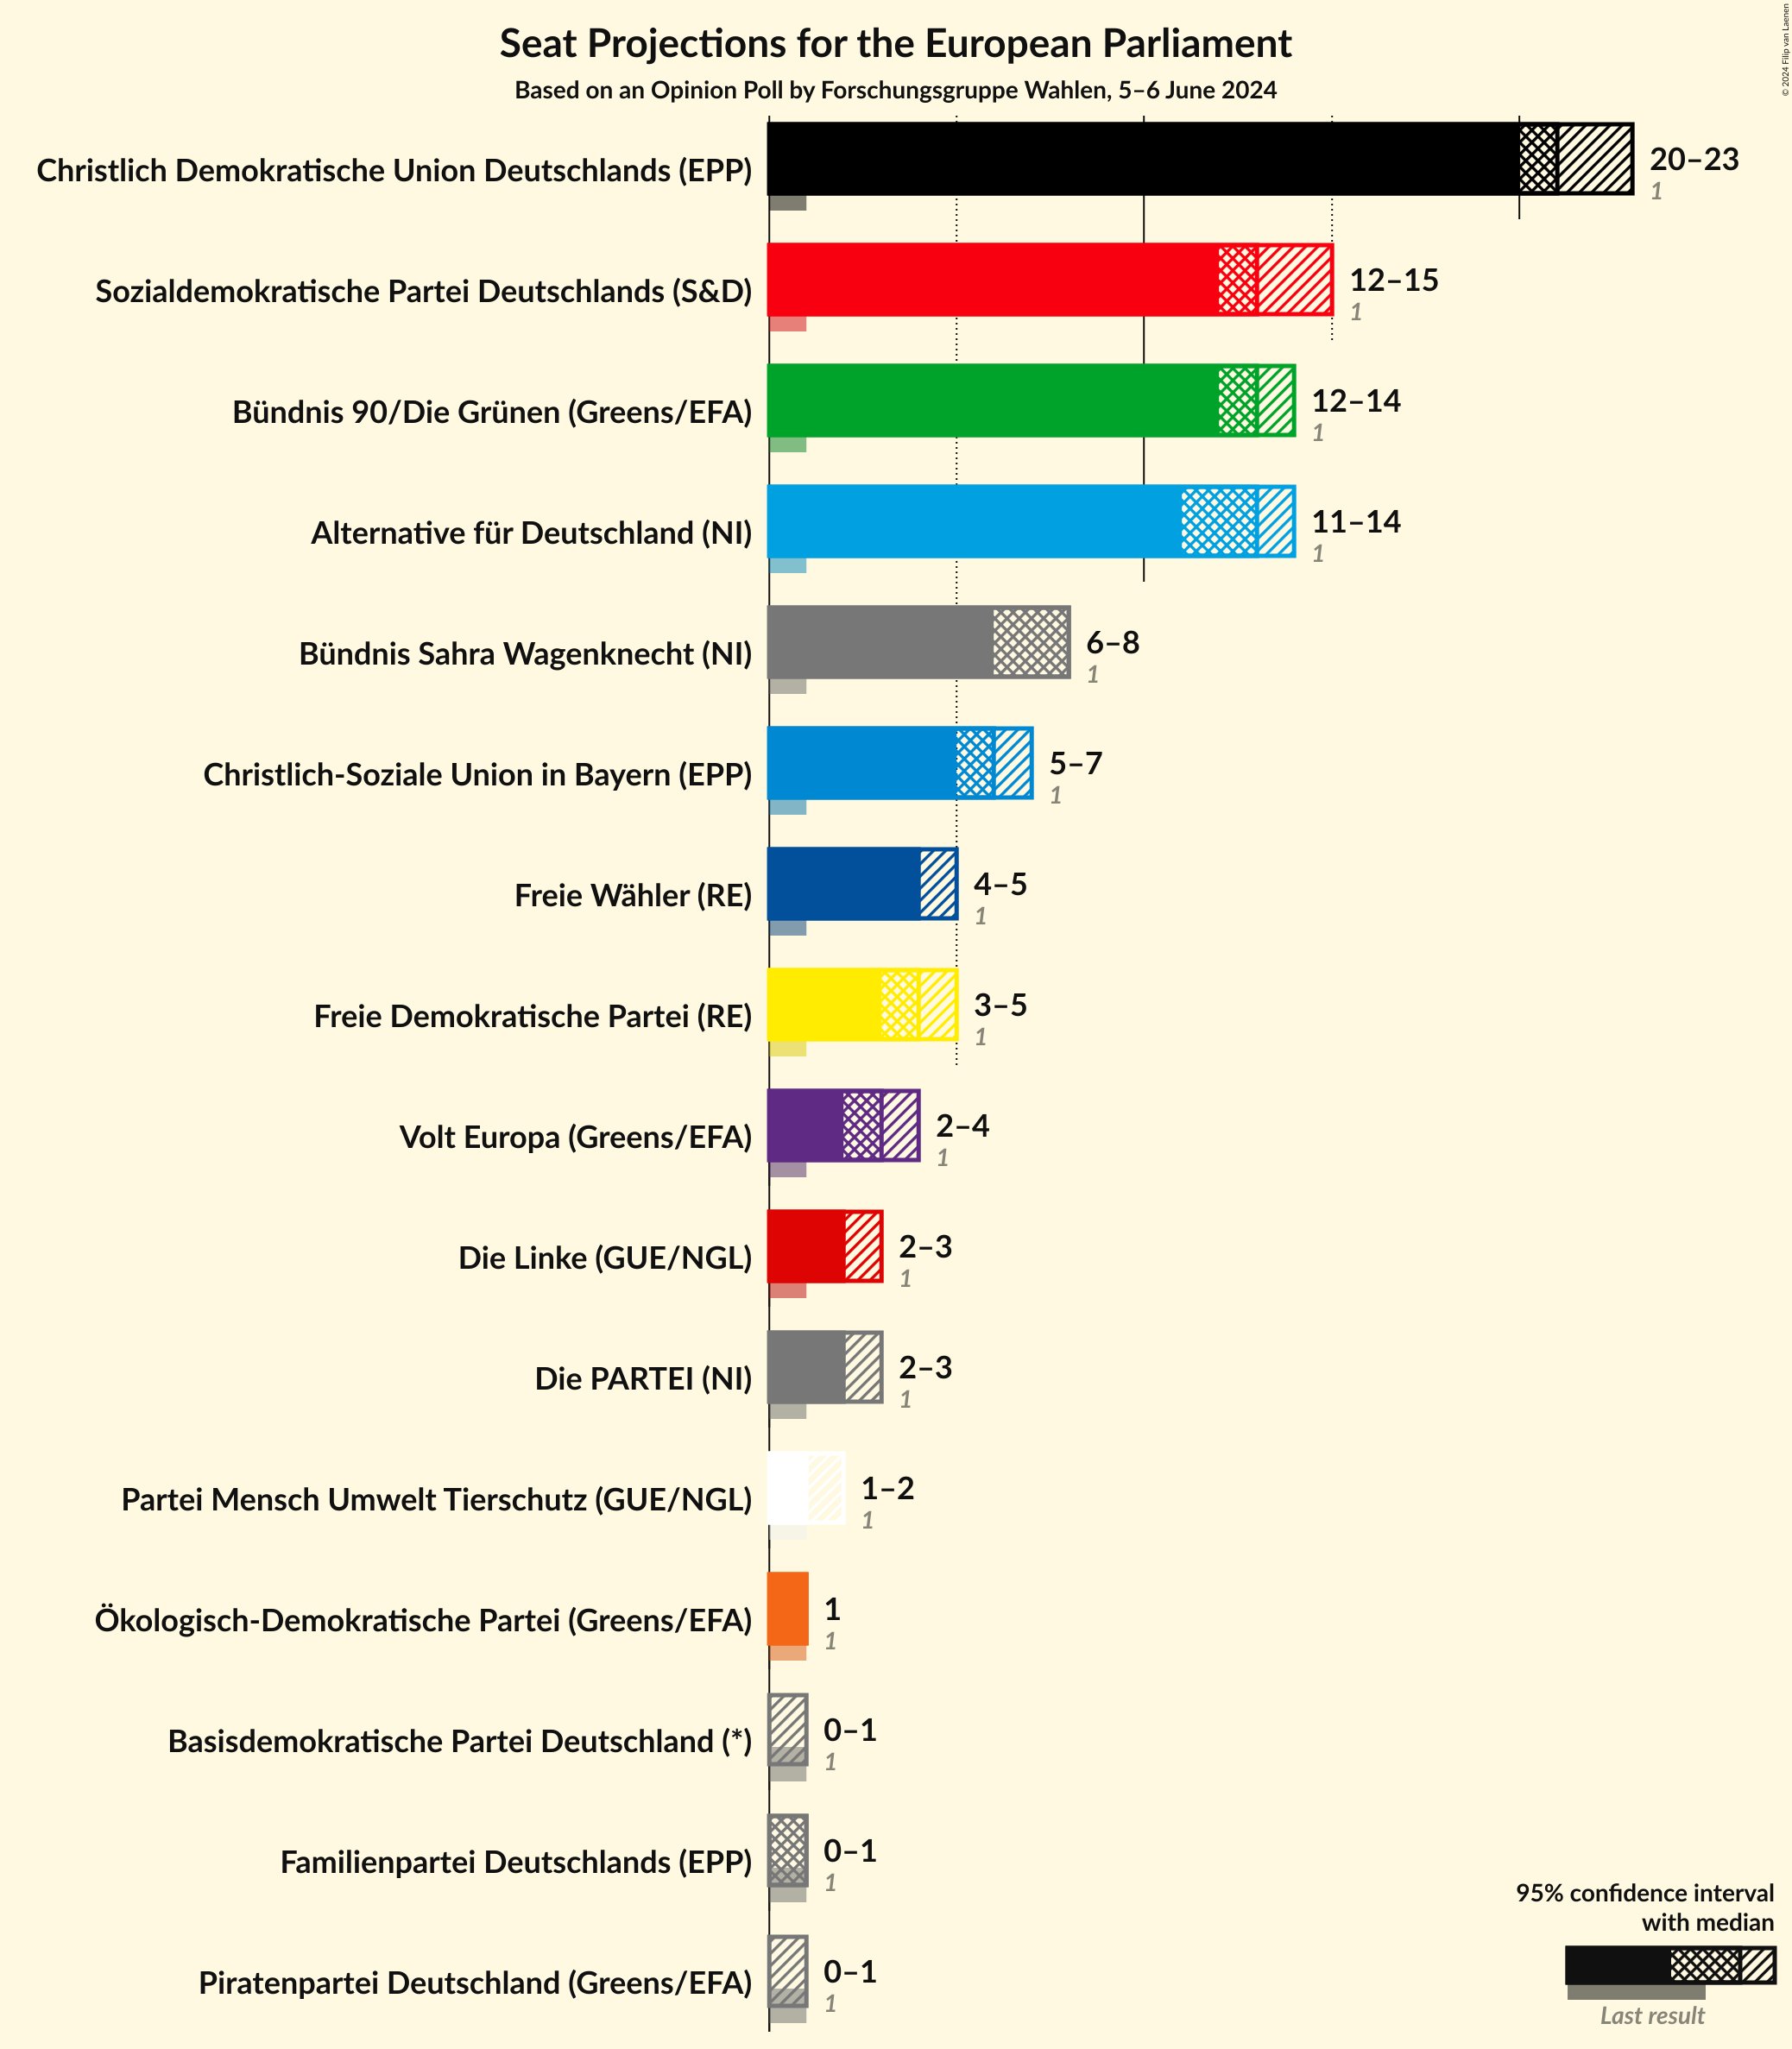 Seat Projections for the European Parliament
Based on an Opinion Poll by Forschungsgruppe Wahlen, 5–6 June 2024
© 2024 Filip van Laenen
Christlich Demokratische Union Deutschlands (EPP)
20–23
1
Sozialdemokratische Partei Deutschlands (S&D)
12–15
1
Bündnis 90/Die Grünen (Greens/EFA)
12–14
1
Alternative für Deutschland (NI)
11–14
1
Bündnis Sahra Wagenknecht (NI)
6–8
1
Christlich-Soziale Union in Bayern (EPP)
5–7
1
Freie Wähler (RE)
4–5
1
Freie Demokratische Partei (RE)
3–5
1
Volt Europa (Greens/EFA)
2–4
1
Die Linke (GUE/NGL)
2–3
1
Die PARTEI (NI)
2–3
1
Partei Mensch Umwelt Tierschutz (GUE/NGL)
1–2
1
Ökologisch-Demokratische Partei (Greens/EFA)
1
1
Basisdemokratische Partei Deutschland (*)
0–1
1
Familienpartei Deutschlands (EPP)
0–1
1
Piratenpartei Deutschland (Greens/EFA)
0–1
1
95% confidence interval
with median
Last result